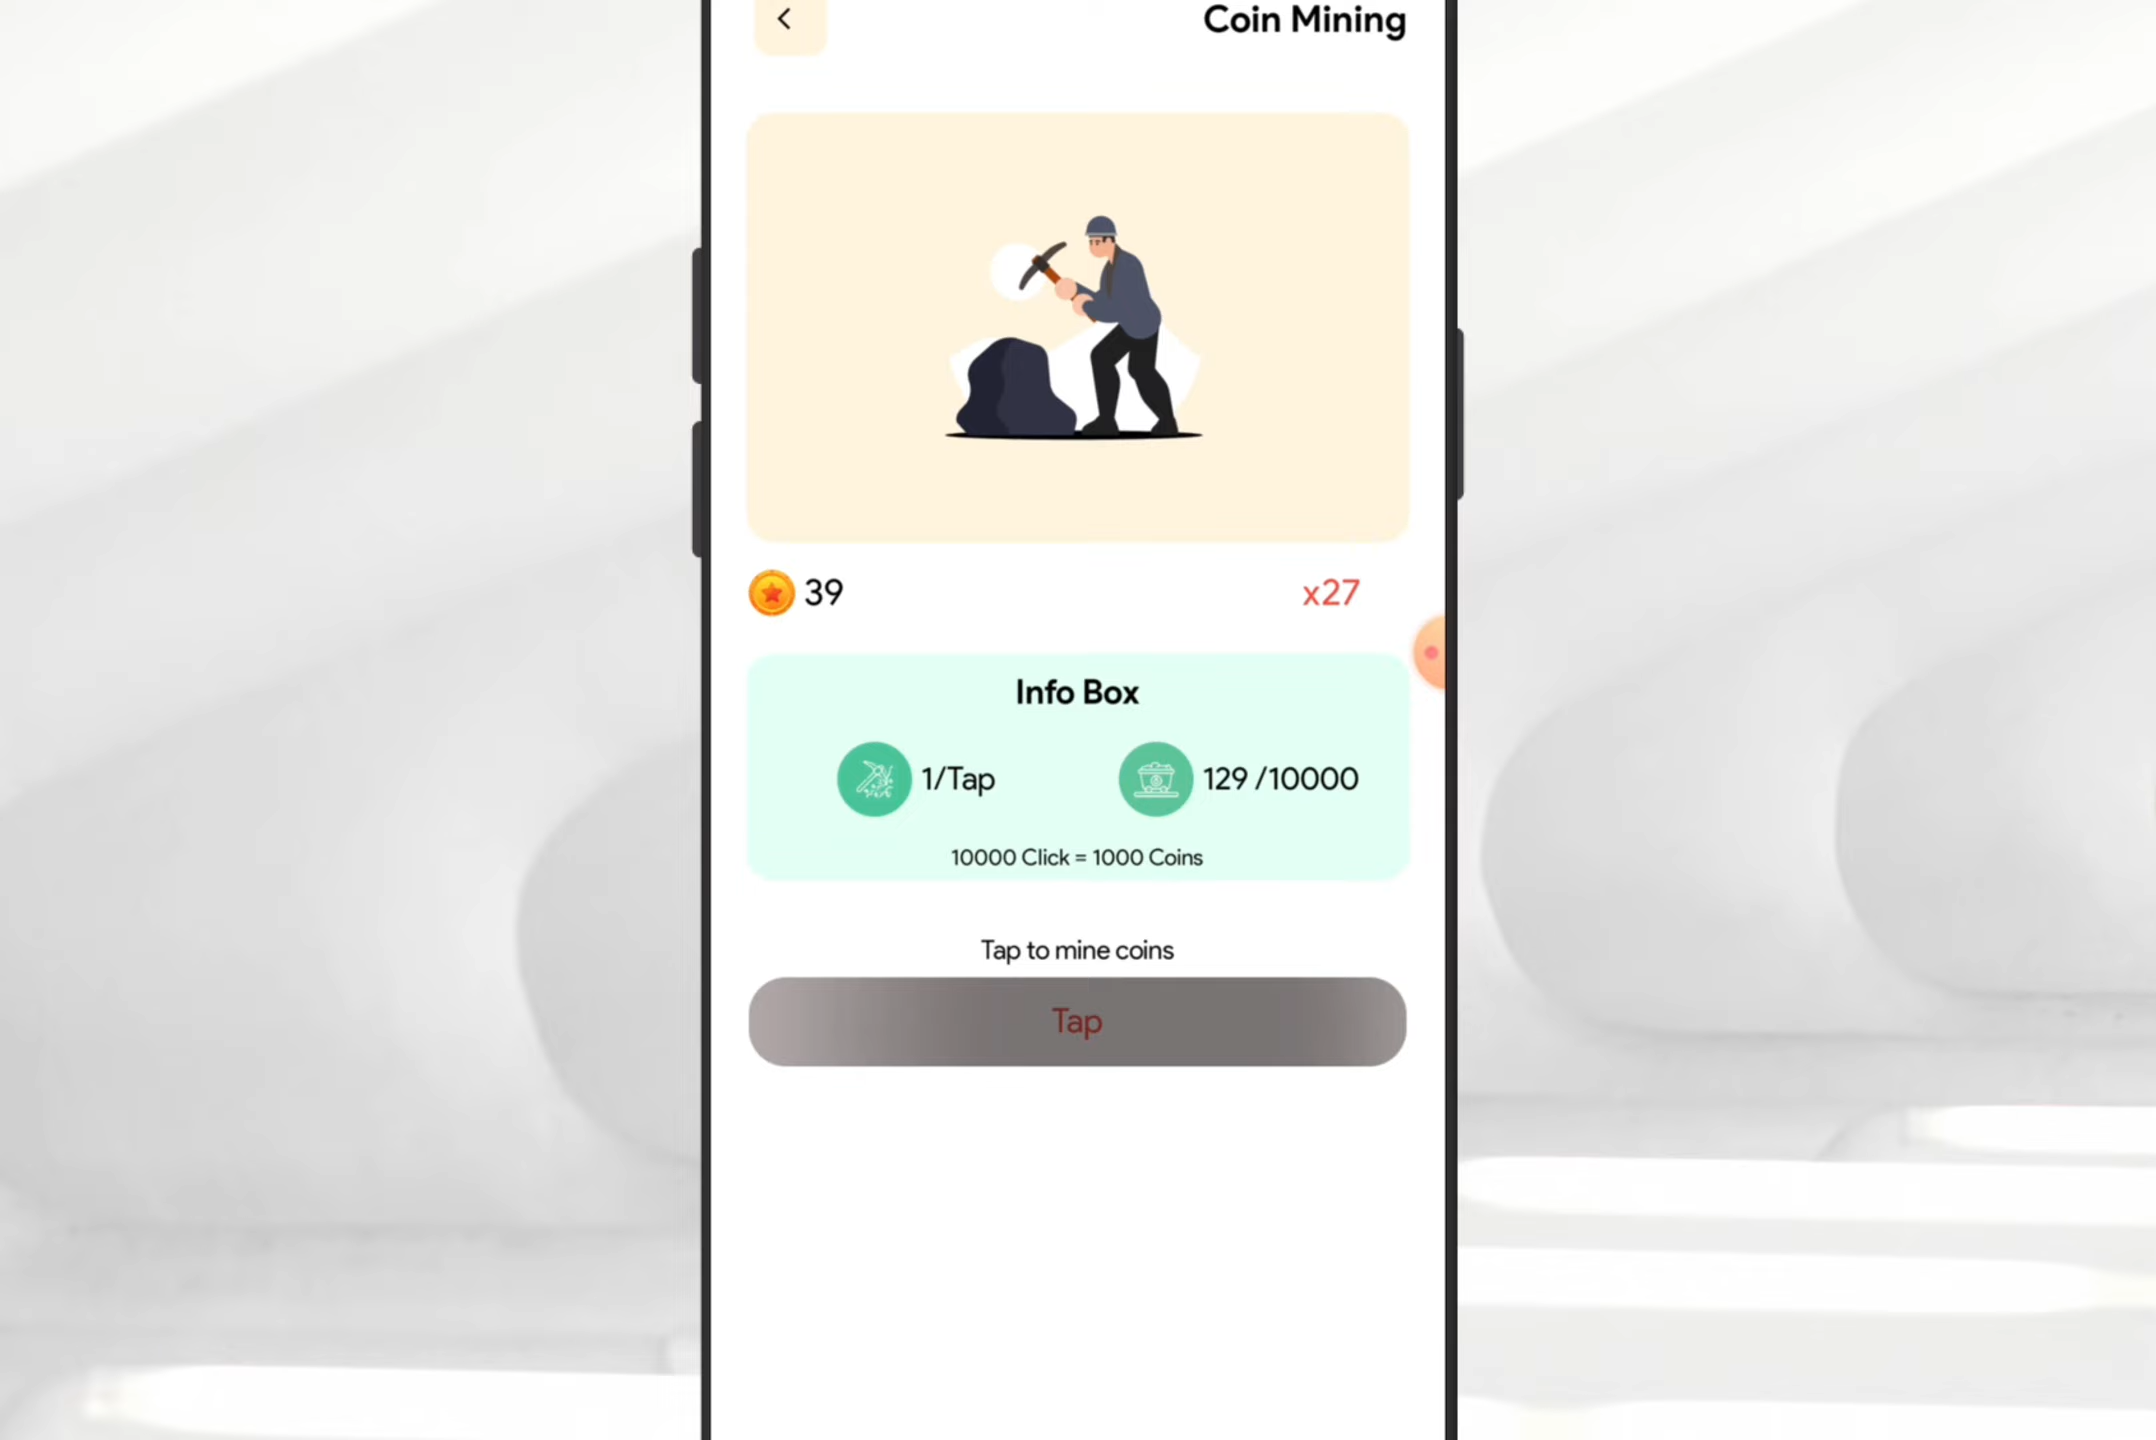 Coin Mining
39
x27
Info Box
1/Tap
129 /10000
10000 Click = 1000 Coins
Tap to mine coins
Tap